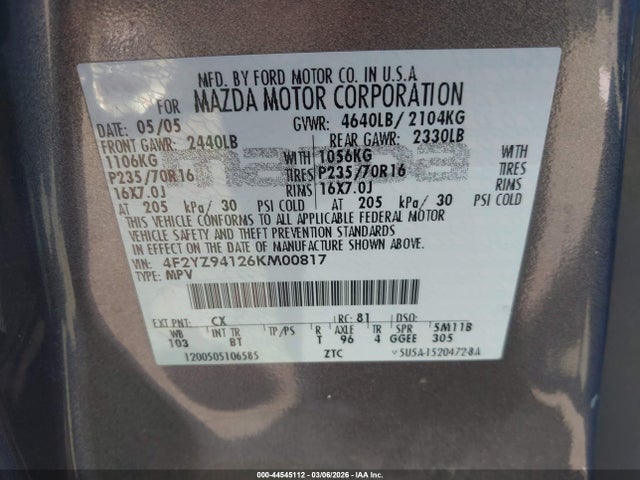 MFD. BY FORD MOTOR CO. IN U.S.A.
FOR MAZDA MOTOR CORPORATION
DATE: 05/05 GVWR: 4640LB/ 2104KG
FRONT GAWR: 2440LB REAR GAWR: 2330LB
1106KG WITH 1056KG WITH
P235/70R16 TIRES P235/70R16 TIRES
16X7.0J RIMS 16X7.0J RIMS
AT 205 kPa/ 30 PSI COLD AT 205 kPa/ 30 PSI COLD
THIS VEHICLE CONFORMS TO ALL APPLICABLE FEDERAL MOTOR
VEHICLE SAFETY AND THEFT PREVENTION STANDARDS
IN EFFECT ON THE DATE OF MANUFACTURE SHOWN ABOVE.
VIN: 4F2YZ94126KM00817
TYPE: MPV
mazda
EXT PNT: CX RC: 81 DSO:
WB INT TR TP/PS R AXLE TR SPR 5M11B
103 BT T 96 4 GGEE 305
1200505106585 ZTC v5U5A-1520472-BA
000-44545112 | 03/06/2026 | IAA Inc.